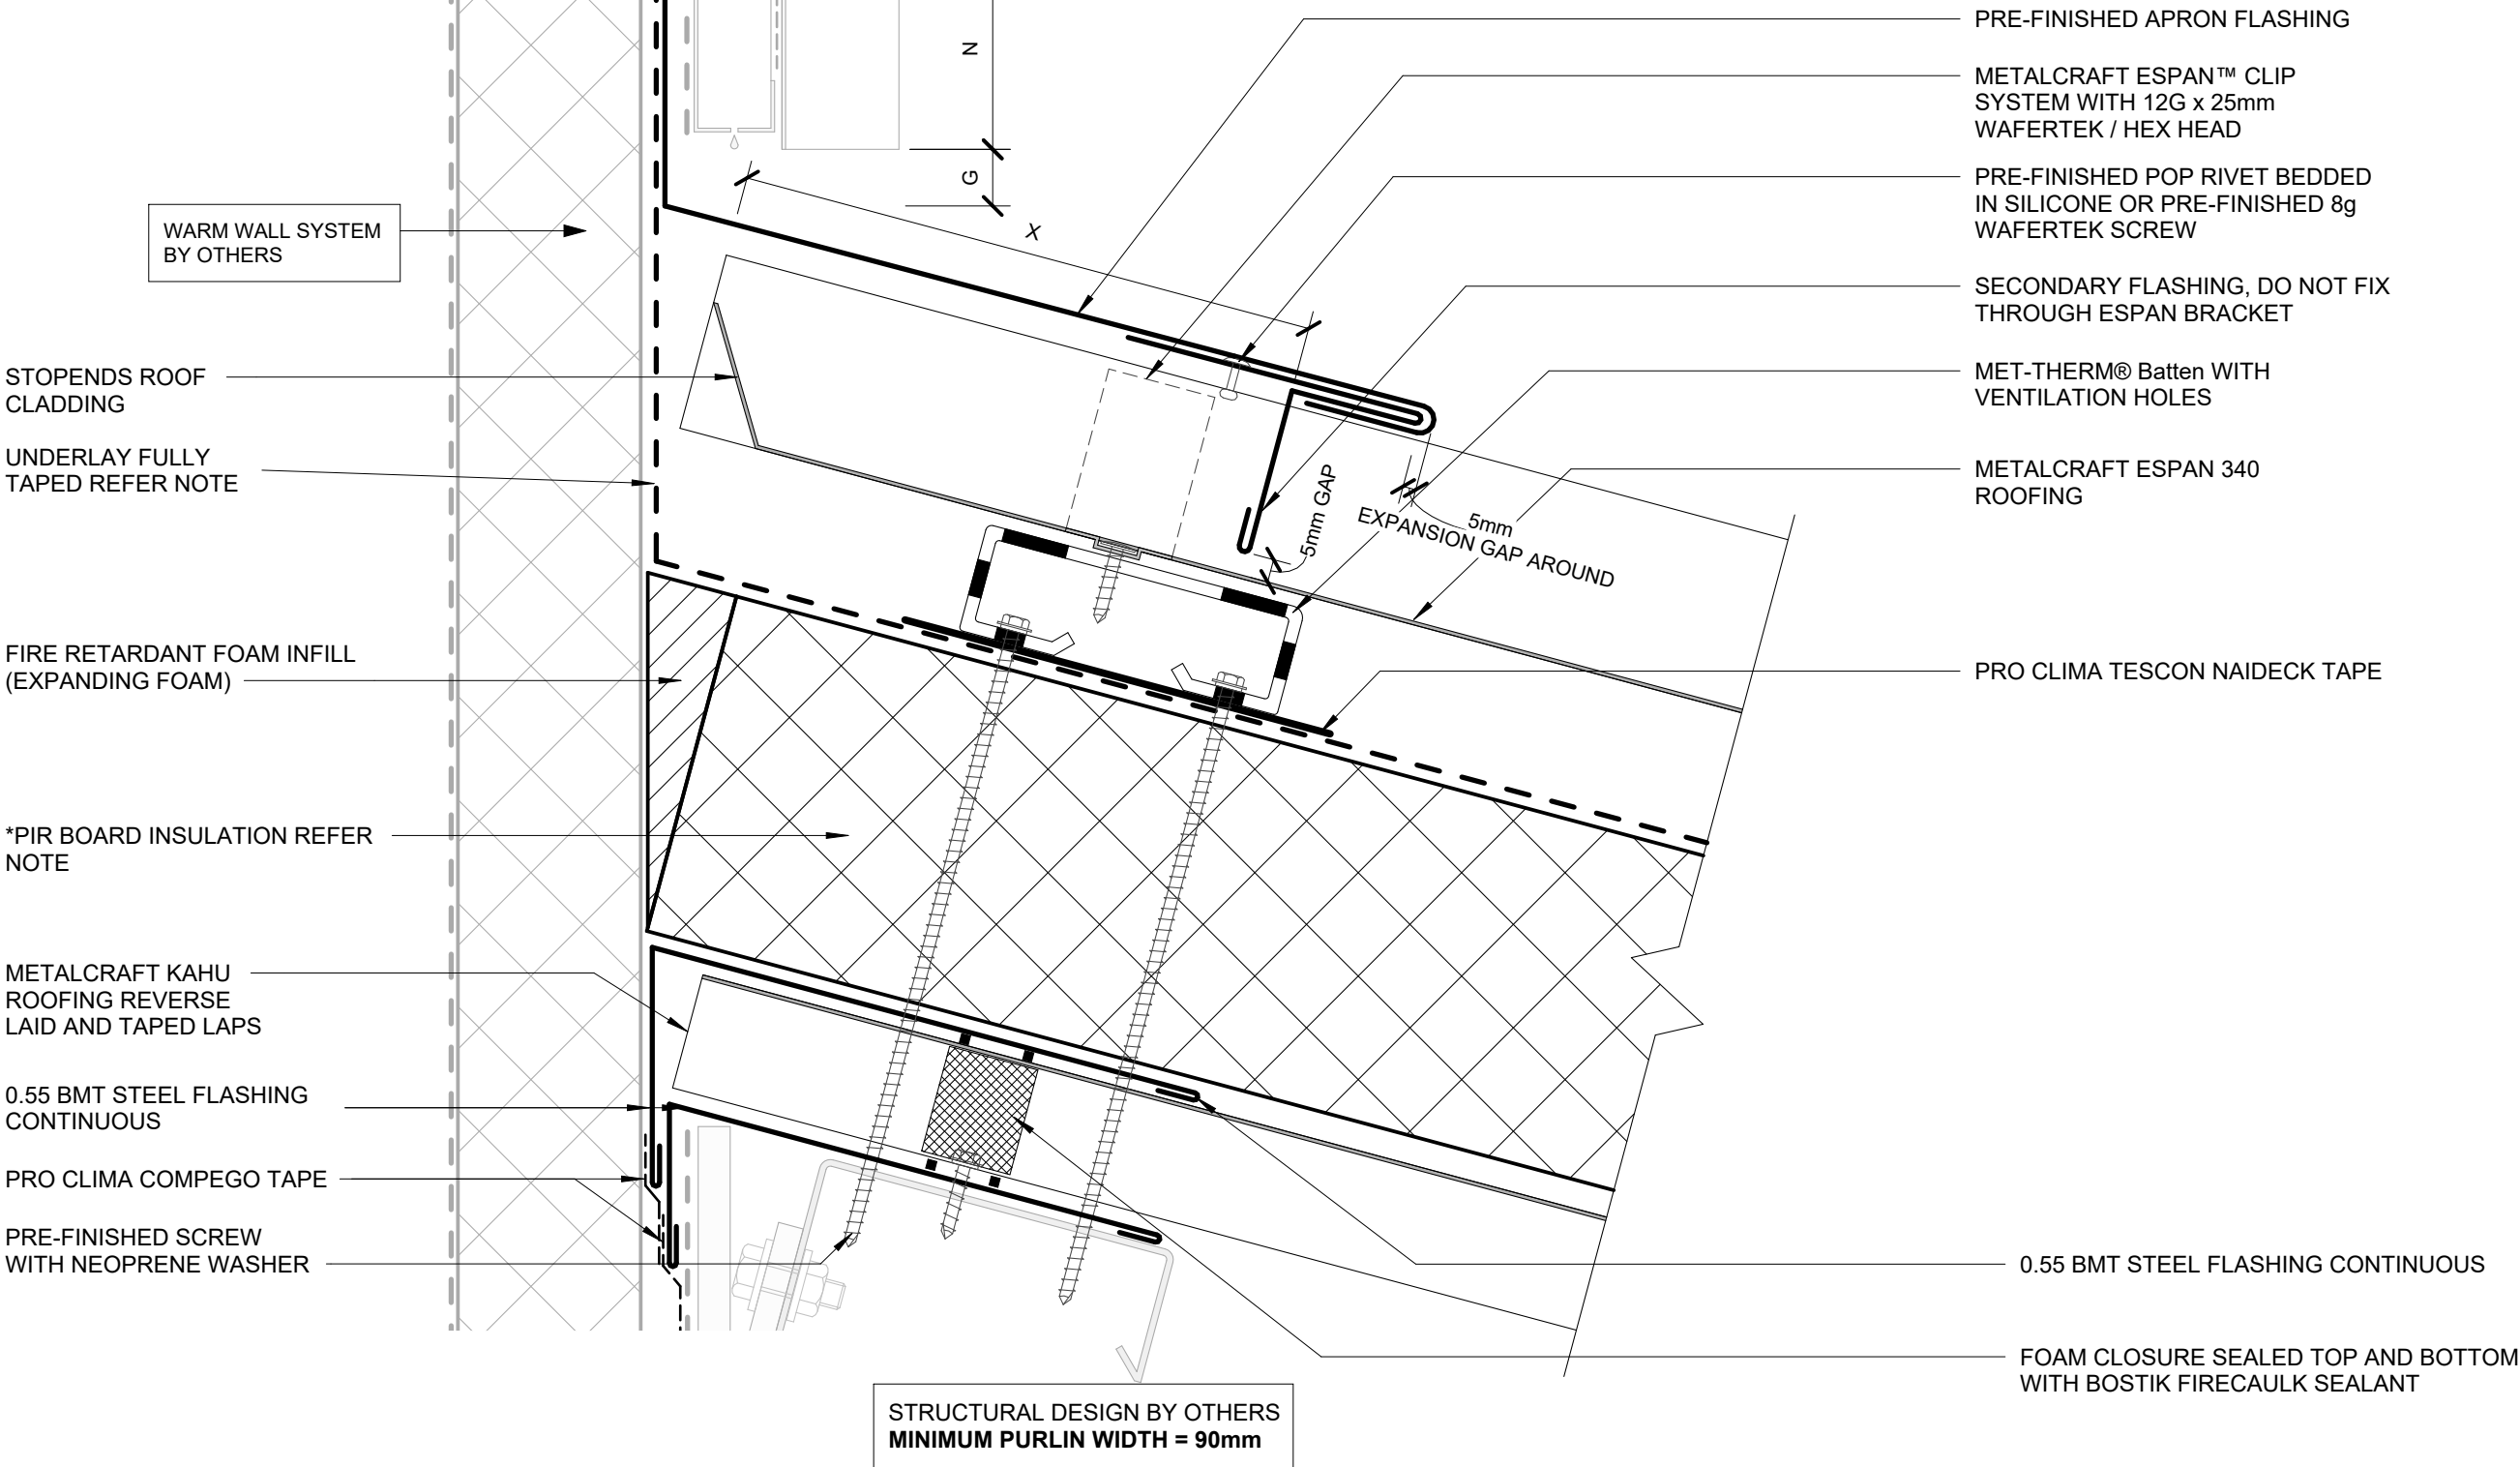 N
G
X
WARM WALL SYSTEM
BY OTHERS
STOPENDS ROOF
CLADDING
UNDERLAY FULLY
TAPED REFER NOTE
FIRE RETARDANT FOAM INFILL
(EXPANDING FOAM)
*PIR BOARD INSULATION REFER
NOTE
METALCRAFT KAHU
ROOFING REVERSE
LAID AND TAPED LAPS
0.55 BMT STEEL FLASHING
CONTINUOUS
PRO CLIMA COMPEGO TAPE
PRE-FINISHED SCREW
WITH NEOPRENE WASHER
5mm GAP
5mm
EXPANSION GAP AROUND
PRE-FINISHED APRON FLASHING
METALCRAFT ESPAN™ CLIP
SYSTEM WITH 12G x 25mm
WAFERTEK / HEX HEAD
PRE-FINISHED POP RIVET BEDDED
IN SILICONE OR PRE-FINISHED 8g
WAFERTEK SCREW
SECONDARY FLASHING, DO NOT FIX
THROUGH ESPAN BRACKET
MET-THERM® Batten WITH
VENTILATION HOLES
METALCRAFT ESPAN 340
ROOFING
PRO CLIMA TESCON NAIDECK TAPE
0.55 BMT STEEL FLASHING CONTINUOUS
FOAM CLOSURE SEALED TOP AND BOTTOM
WITH BOSTIK FIRECAULK SEALANT
STRUCTURAL DESIGN BY OTHERS
MINIMUM PURLIN WIDTH = 90mm